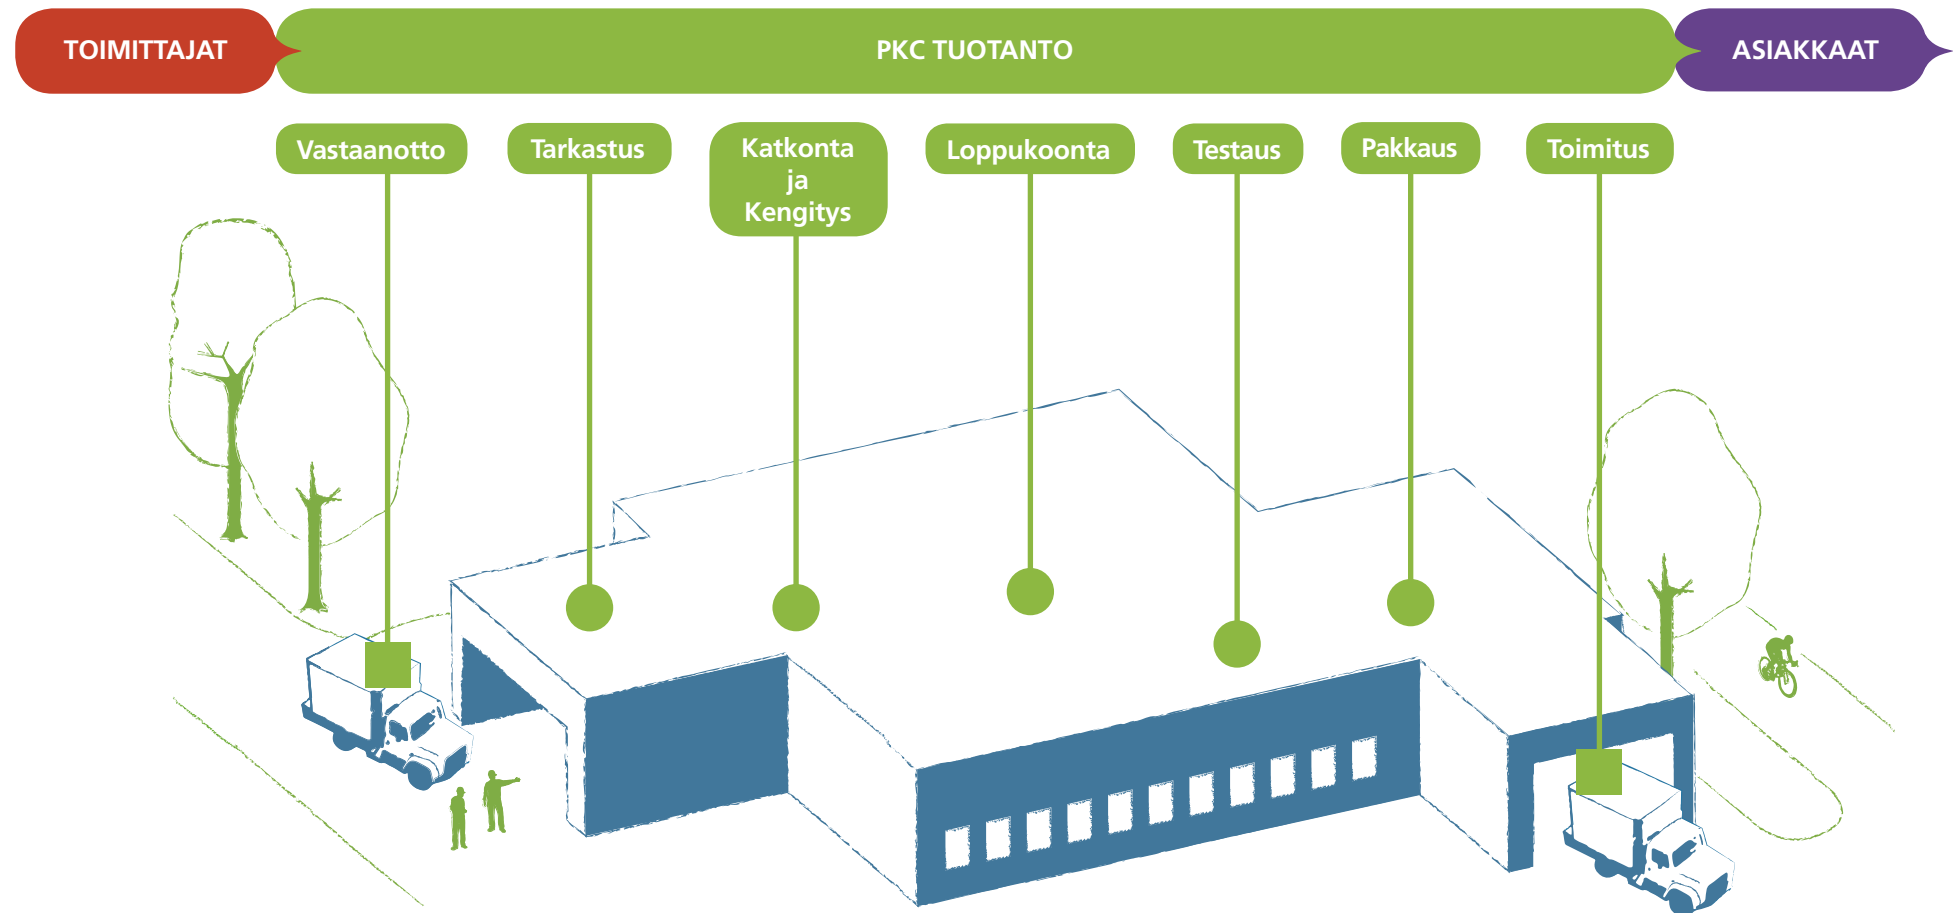 TOIMITTAJAT
PKC TUOTANTO
ASIAKKAAT
Vastaanotto
Tarkastus
Katkonta
ja
Kengitys
Loppukoonta
Testaus
Pakkaus
Toimitus